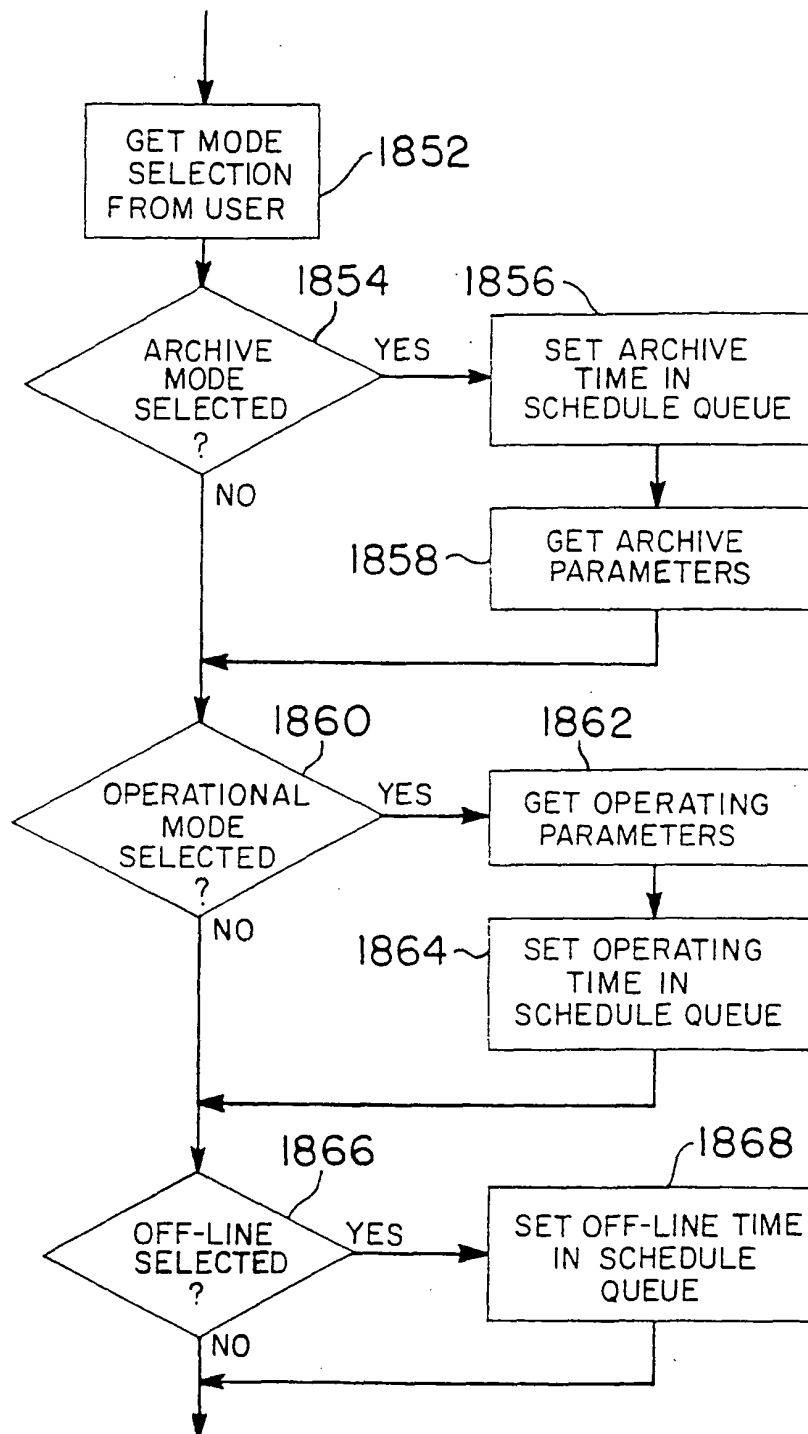 GET MODE
SELECTION
FROM USER
1852
1854
ARCHIVE
MODE
SELECTED
?
YES
NO
1856
SET ARCHIVE
TIME IN
SCHEDULE QUEUE
1858
GET ARCHIVE
PARAMETERS
1860
OPERATIONAL
MODE
SELECTED
?
YES
NO
1862
GET OPERATING
PARAMETERS
1864
SET OPERATING
TIME IN
SCHEDULE QUEUE
1866
OFF-LINE
SELECTED
?
YES
NO
1868
SET OFF-LINE TIME
IN SCHEDULE
QUEUE